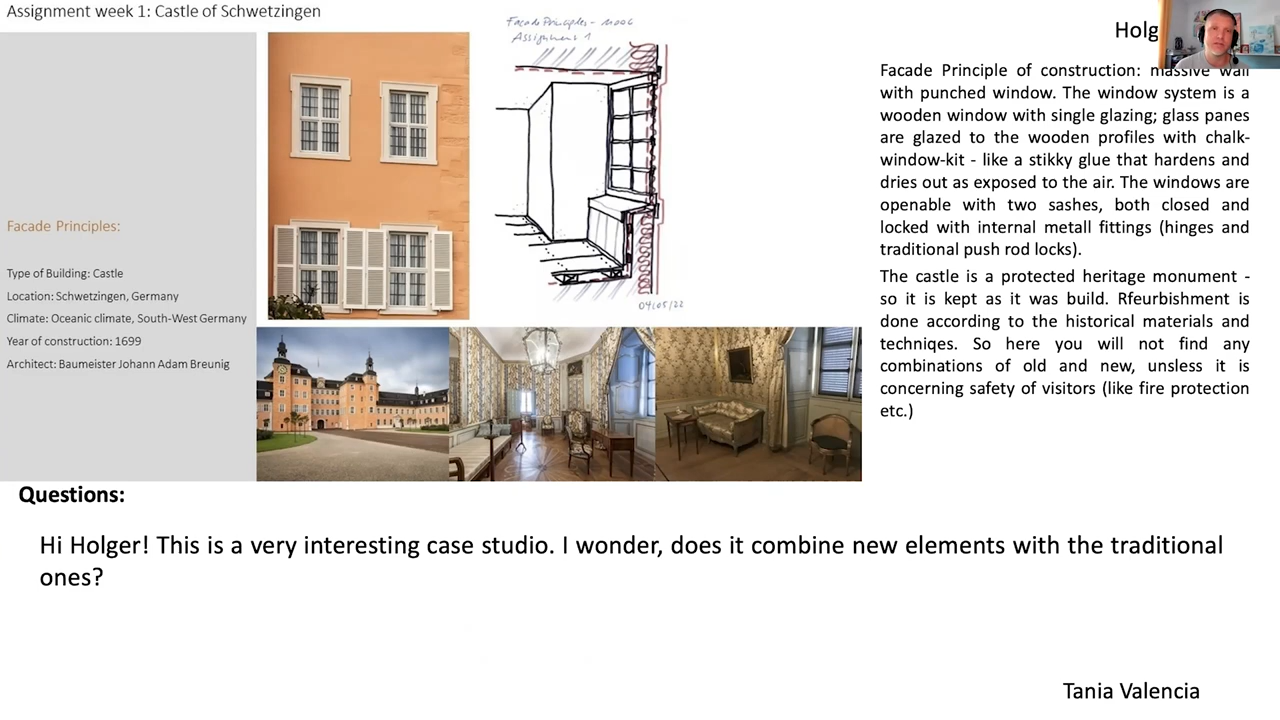 Assignment week 1: Castle of Schwetzingen
Facade Principles:
Type of Building: Castle
Location: Schwetzingen, Germany
Climate: Oceanic climate, South-West Germany
Year of construction: 1699
Architect: Baumeister Johann Adam Breunig
Facade Principles - MOOC
Assignment 1
04/05/22
Holg
Facade Principle of construction: massive wall
with punched window. The window system is a
wooden window with single glazing; glass panes
are glazed to the wooden profiles with chalk-
window-kit - like a stikky glue that hardens and
dries out as exposed to the air. The windows are
openable with two sashes, both closed and
locked with internal metall fittings (hinges and
traditional push rod locks).
The castle is a protected heritage monument -
so it is kept as it was build. Rfeurbishment is
done according to the historical materials and
techniqes. So here you will not find any
combinations of old and new, unsless it is
concerning safety of visitors (like fire protection
etc.)
Questions:
Hi Holger! This is a very interesting case studio. I wonder, does it combine new elements with the traditional
ones?
Tania Valencia